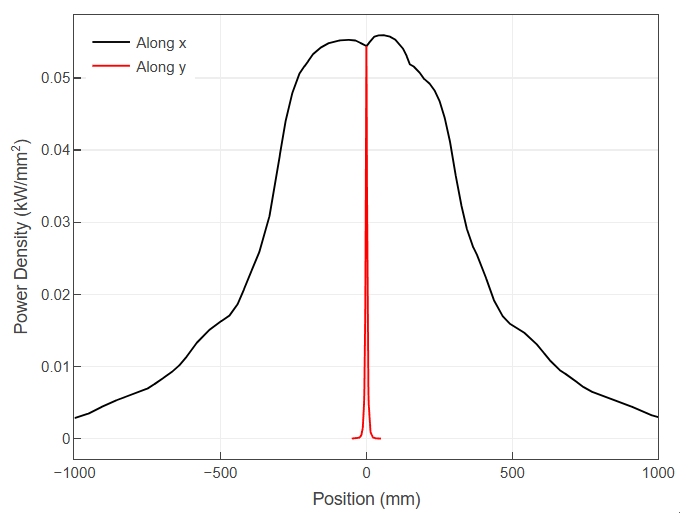 Along x
Along y
0.05
0.04
0.03
0.02
0.01
0
Power Density (kW/mm²)
−1000
−500
0
500
1000
Position (mm)